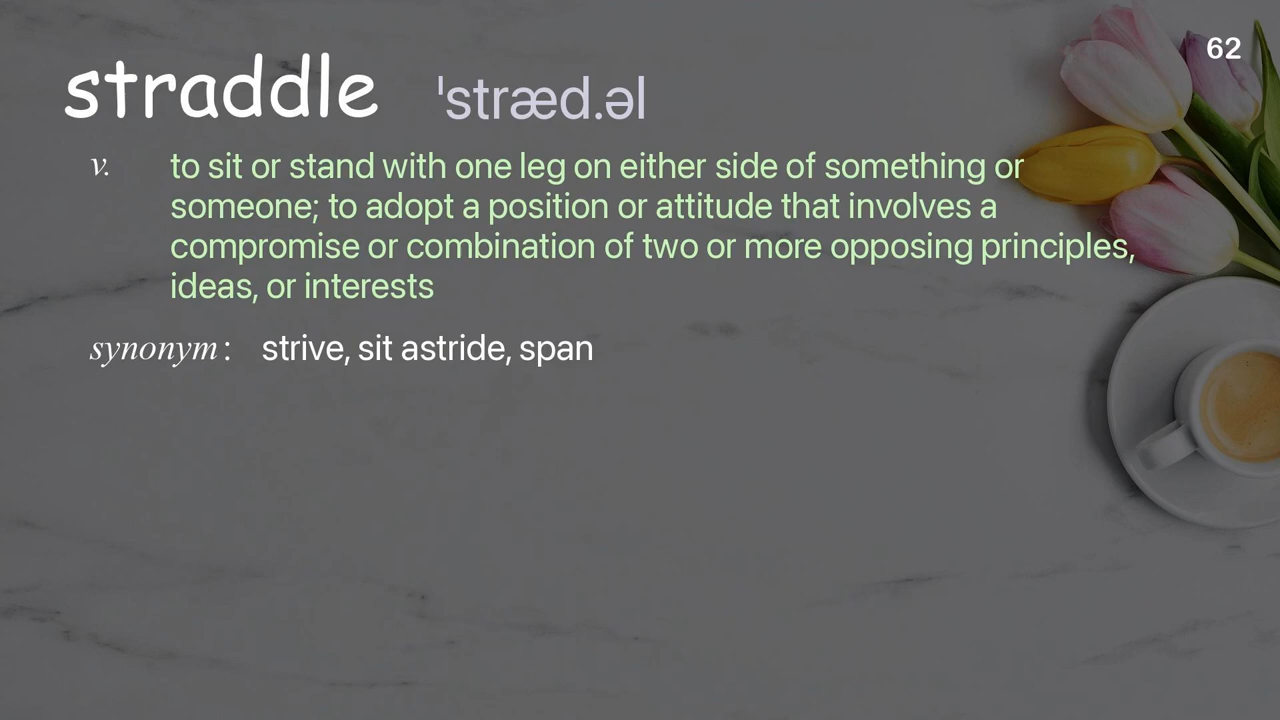 62
straddle ˈstræd.əl
v. to sit or stand with one leg on either side of something or
someone; to adopt a position or attitude that involves a
compromise or combination of two or more opposing principles,
ideas, or interests
synonym : strive, sit astride, span